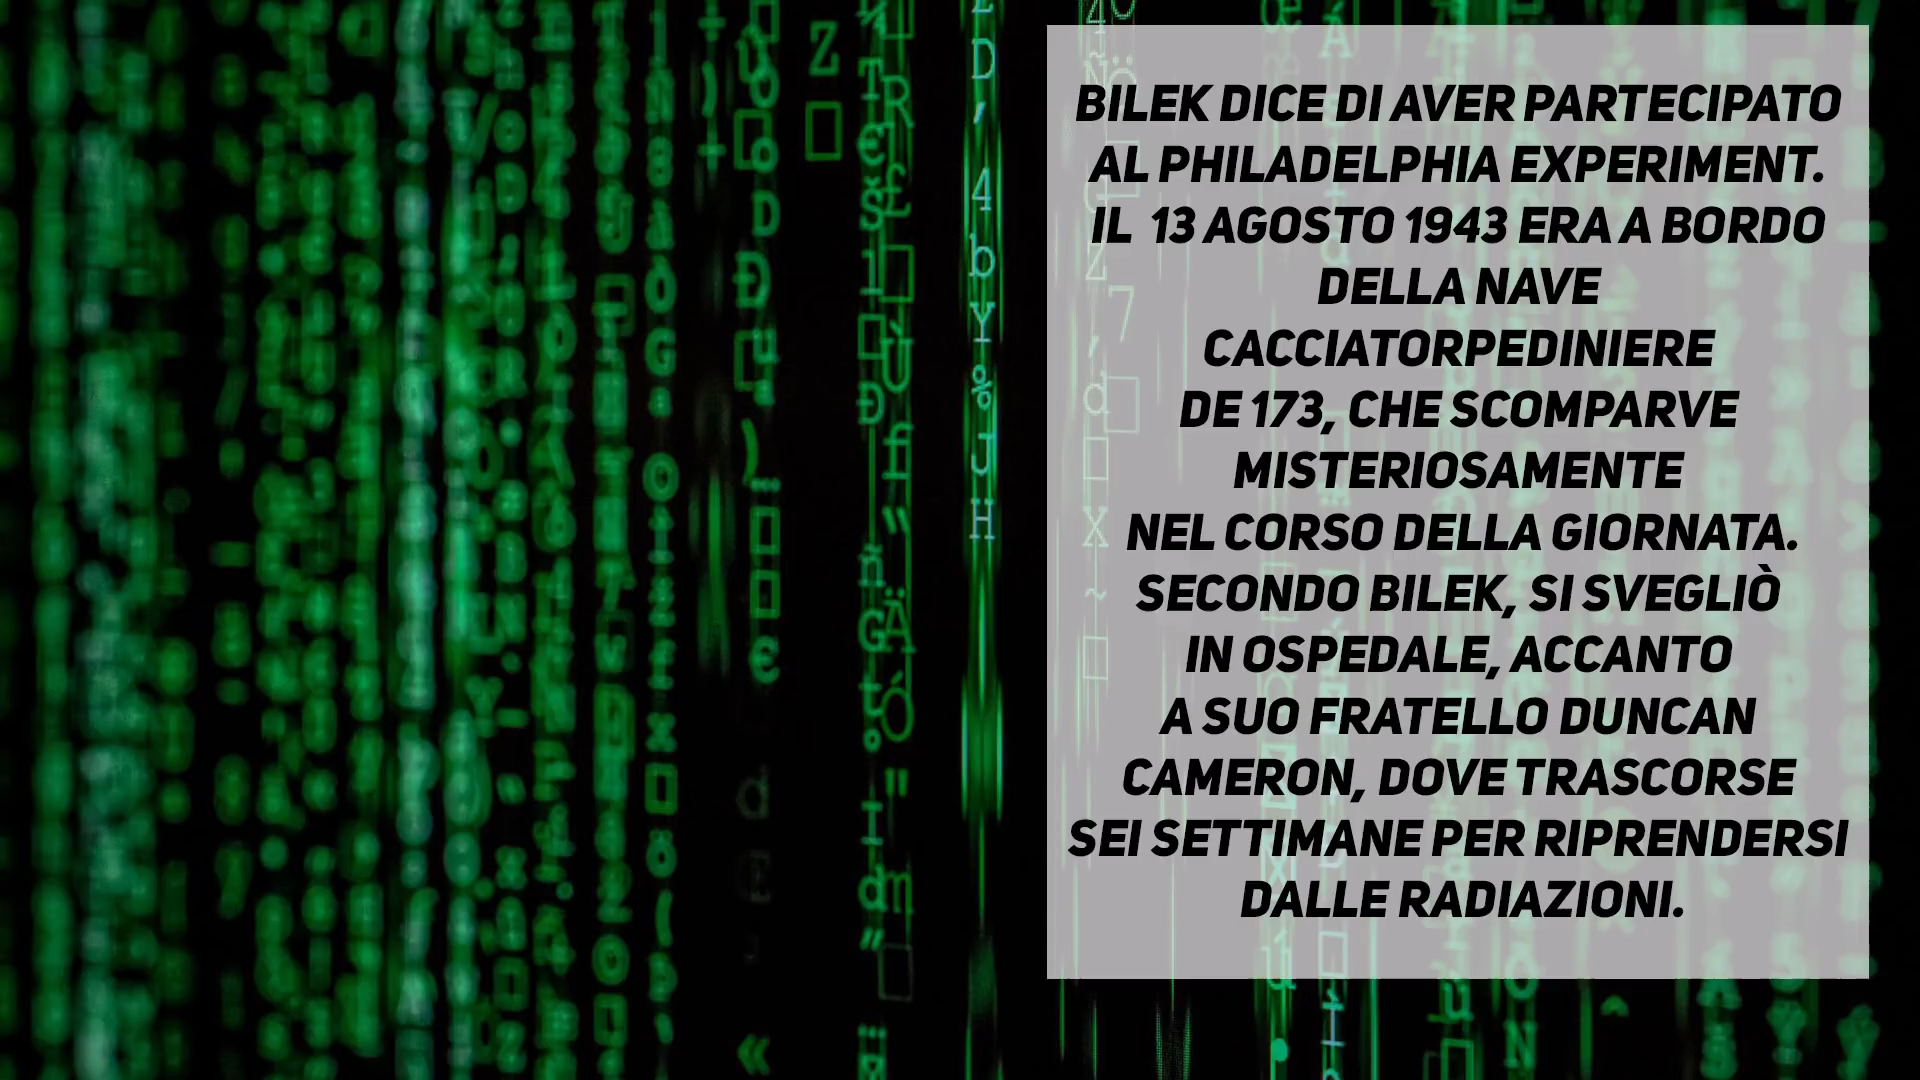 BILEK DICE DI AVER PARTECIPATO
AL PHILADELPHIA EXPERIMENT.
IL 13 AGOSTO 1943 ERA A BORDO
DELLA NAVE
CACCIATORPEDINIERE
DE 173, CHE SCOMPARVE
MISTERIOSAMENTE
NEL CORSO DELLA GIORNATA.
SECONDO BILEK, SI SVEGLIÒ
IN OSPEDALE, ACCANTO
A SUO FRATELLO DUNCAN
CAMERON, DOVE TRASCORSE
SEI SETTIMANE PER RIPRENDERSI
DALLE RADIAZIONI.